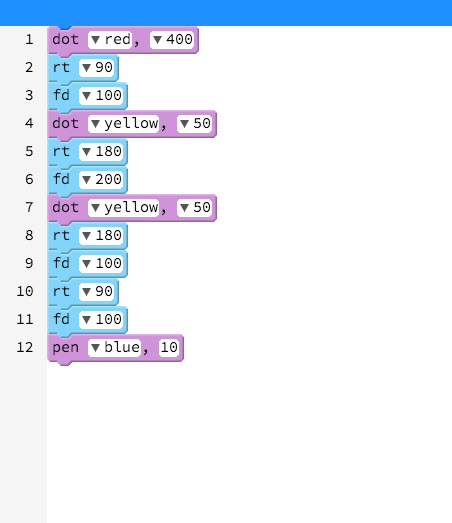 1 dot ▼red, ▼400
2 rt ▼90
3 fd ▼100
4 dot ▼yellow, ▼50
5 rt ▼180
6 fd ▼200
7 dot ▼yellow, ▼50
8 rt ▼180
9 fd ▼100
10 rt ▼90
11 fd ▼100
12 pen ▼blue, 10